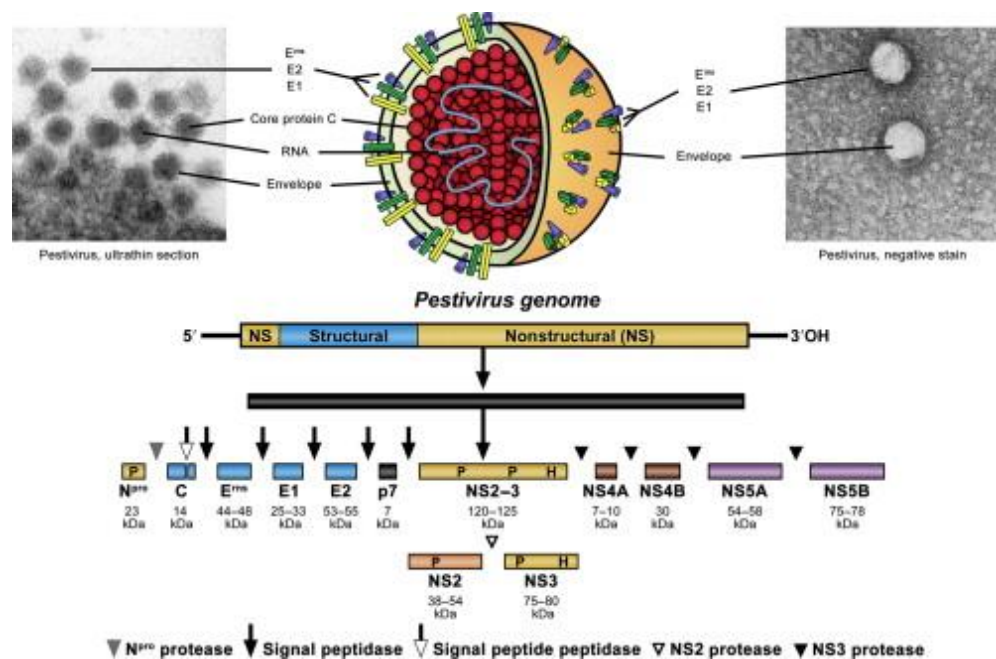 Eʳⁿˢ
E2
E1
Core protein C
RNA
Envelope
Eʳⁿˢ
E2
E1
Envelope
Pestivirus, ultrathin section
Pestivirus, negative stain
Pestivirus genome
5′ NS Structural Nonstructural (NS) 3′OH
P P P H
Nᵖʳᵒ C Eʳⁿˢ E1 E2 p7 NS2–3 NS4A NS4B NS5A NS5B
23 14 44–48 25–33 53–55 7 120–125 7–10 30 54–58 75–78
kDa kDa kDa kDa kDa kDa kDa kDa kDa kDa kDa
P P H
NS2 NS3
38–54 75–80
kDa kDa
Nᵖʳᵒ protease Signal peptidase Signal peptide peptidase NS2 protease NS3 protease